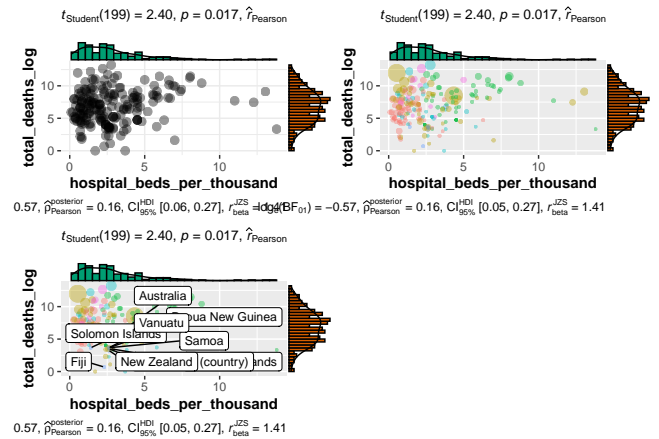 t_Student(199) = 2.40, p = 0.017, r̂_Pearson
t_Student(199) = 2.40, p = 0.017, r̂_Pearson
total_deaths_log
10
5
0
0
5
10
hospital_beds_per_thousand
total_deaths_log
10
5
0
0
5
10
hospital_beds_per_thousand
0.57, ρ̂_Pearson^posterior = 0.16, CI_95%^HDI [0.06, 0.27], r_beta^JZS = 1.41
(BF_01) = −0.57, ρ̂_Pearson^posterior = 0.16, CI_95%^HDI [0.05, 0.27], r_beta^JZS = 1.41
t_Student(199) = 2.40, p = 0.017, r̂_Pearson
total_deaths_log
10
5
0
Australia
Papua New Guinea
Vanuatu
Solomon Islands
Samoa
Fiji
New Zealand
(country)
ands
0
5
10
hospital_beds_per_thousand
0.57, ρ̂_Pearson^posterior = 0.16, CI_95%^HDI [0.05, 0.27], r_beta^JZS = 1.41